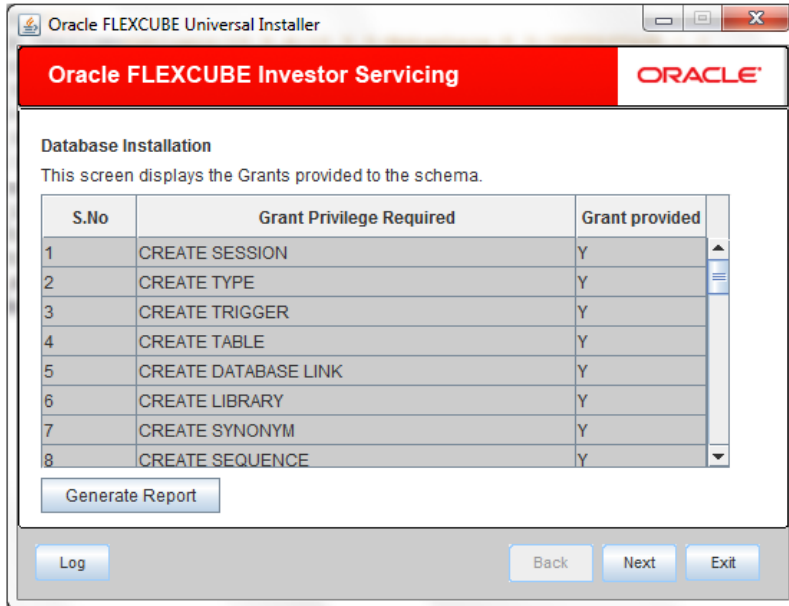 Oracle FLEXCUBE Universal Installer
Oracle FLEXCUBE Investor Servicing ORACLE
Database Installation
This screen displays the Grants provided to the schema.
S.No Grant Privilege Required Grant provided
1 CREATE SESSION Y
2 CREATE TYPE Y
3 CREATE TRIGGER Y
4 CREATE TABLE Y
5 CREATE DATABASE LINK Y
6 CREATE LIBRARY Y
7 CREATE SYNONYM Y
8 CREATE SEQUENCE Y
Generate Report
Log Back Next Exit